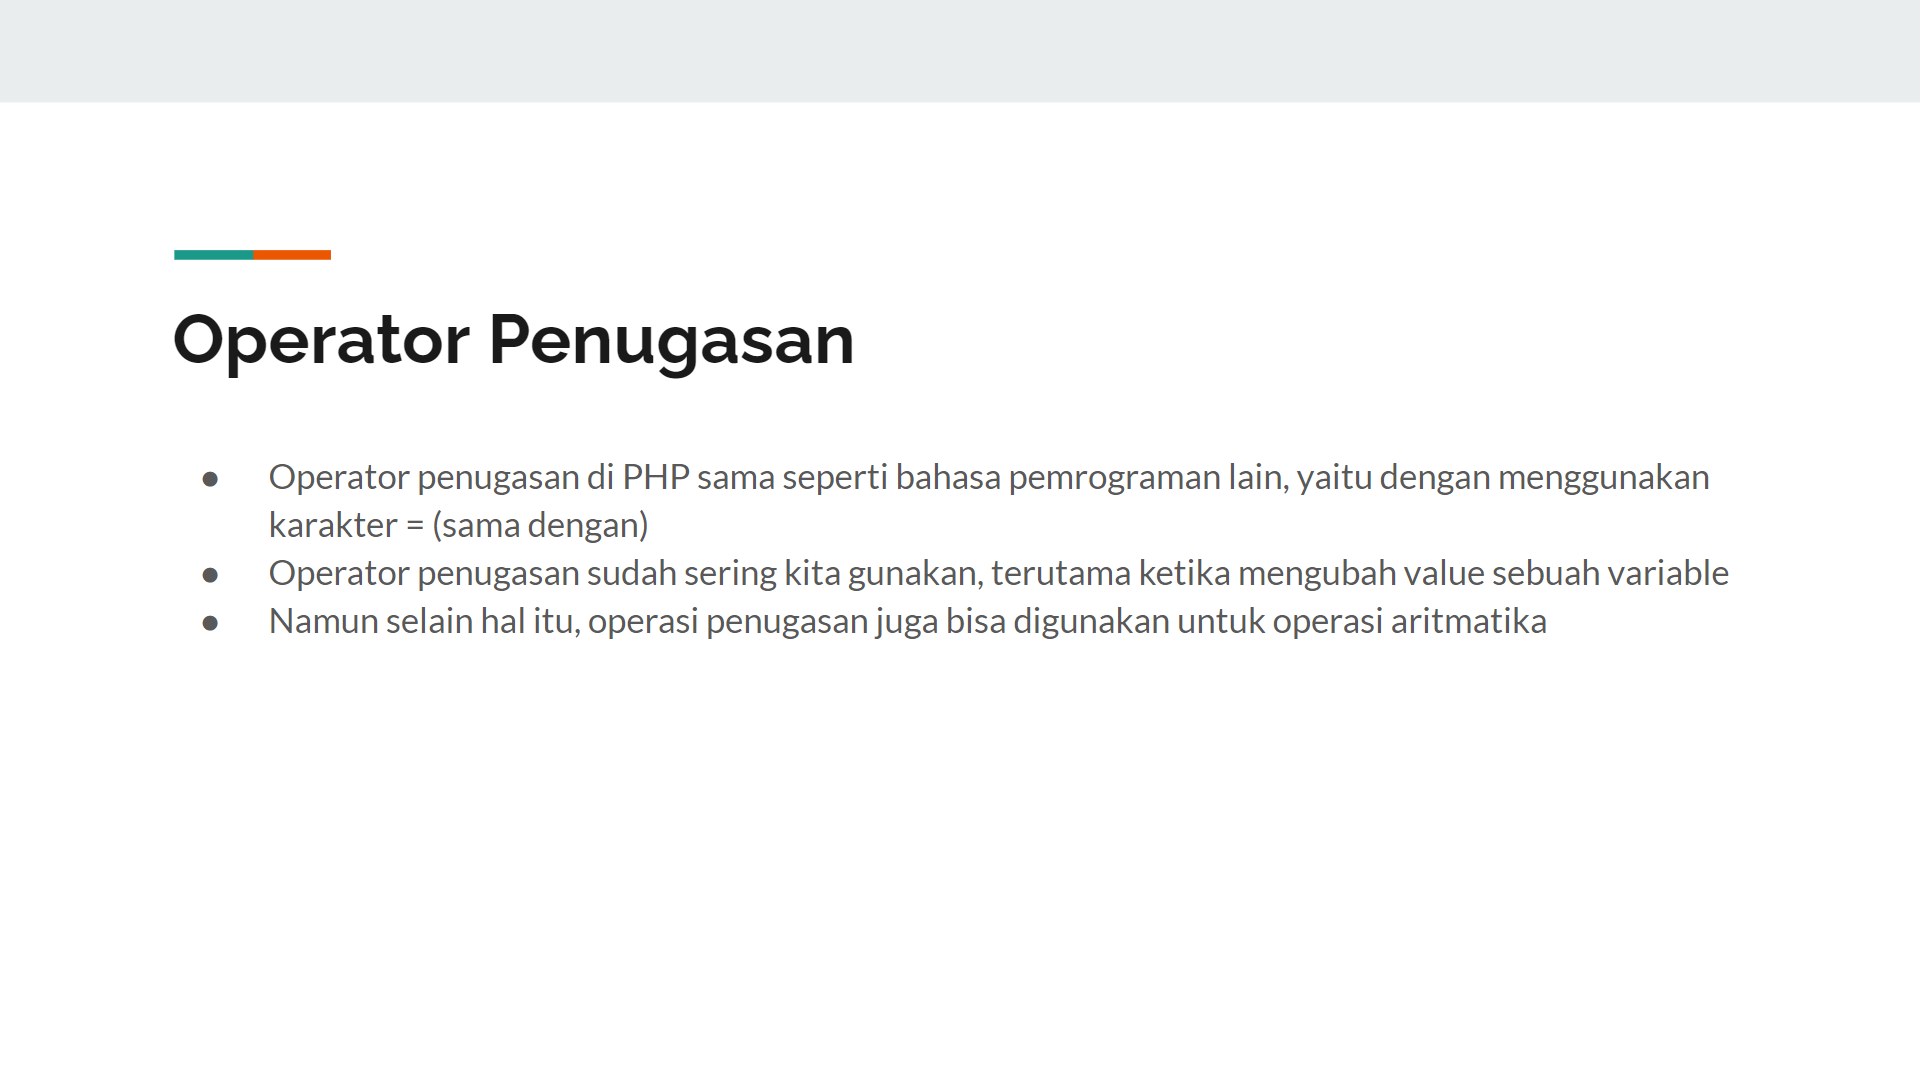 Operator Penugasan
● Operator penugasan di PHP sama seperti bahasa pemrograman lain, yaitu dengan menggunakan
karakter = (sama dengan)
● Operator penugasan sudah sering kita gunakan, terutama ketika mengubah value sebuah variable
● Namun selain hal itu, operasi penugasan juga bisa digunakan untuk operasi aritmatika